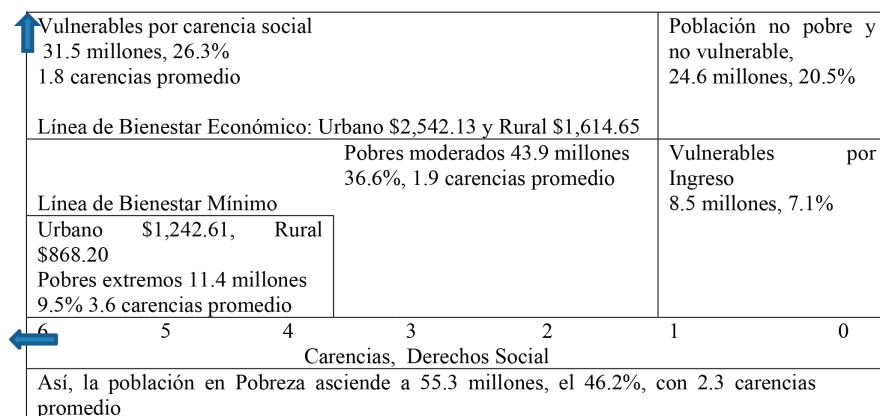 Vulnerables por carencia social
31.5 millones, 26.3%
1.8 carencias promedio
Línea de Bienestar Económico: Urbano $2,542.13 y Rural $1,614.65
Población no pobre y
no vulnerable,
24.6 millones, 20.5%
Pobres moderados 43.9 millones
36.6%, 1.9 carencias promedio
Línea de Bienestar Mínimo
Urbano $1,242.61, Rural
$868.20
Pobres extremos 11.4 millones
9.5% 3.6 carencias promedio
Vulnerables por
Ingreso
8.5 millones, 7.1%
6 5 4 3 2 1 0
Carencias, Derechos Social
Así, la población en Pobreza asciende a 55.3 millones, el 46.2%, con 2.3 carencias
promedio